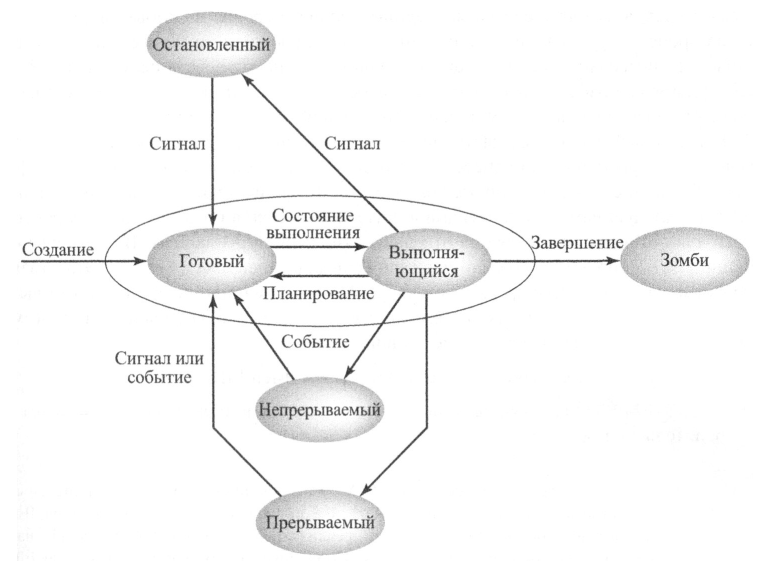 Остановленный
Сигнал
Сигнал
Состояние
выполнения
Создание
Готовый
Выполня-
ющийся
Завершение
Зомби
Планирование
Событие
Сигнал или
событие
Непрерываемый
Прерываемый